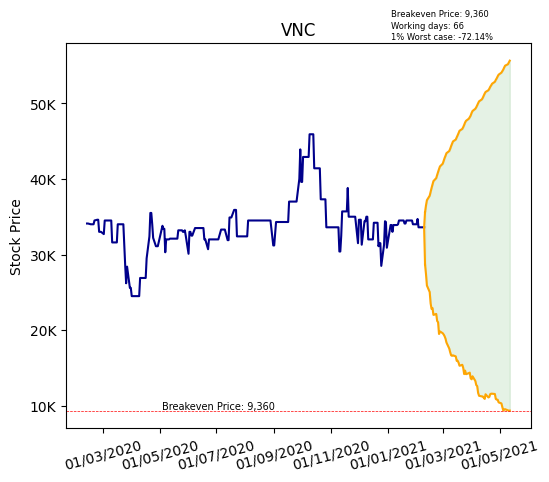 Breakeven Price: 9,360
Working days: 66
1% Worst case: -72.14%
VNC
Stock Price
50K
40K
30K
20K
10K
Breakeven Price: 9,360
01/03/2020
01/05/2020
01/07/2020
01/09/2020
01/11/2020
01/01/2021
01/03/2021
01/05/2021